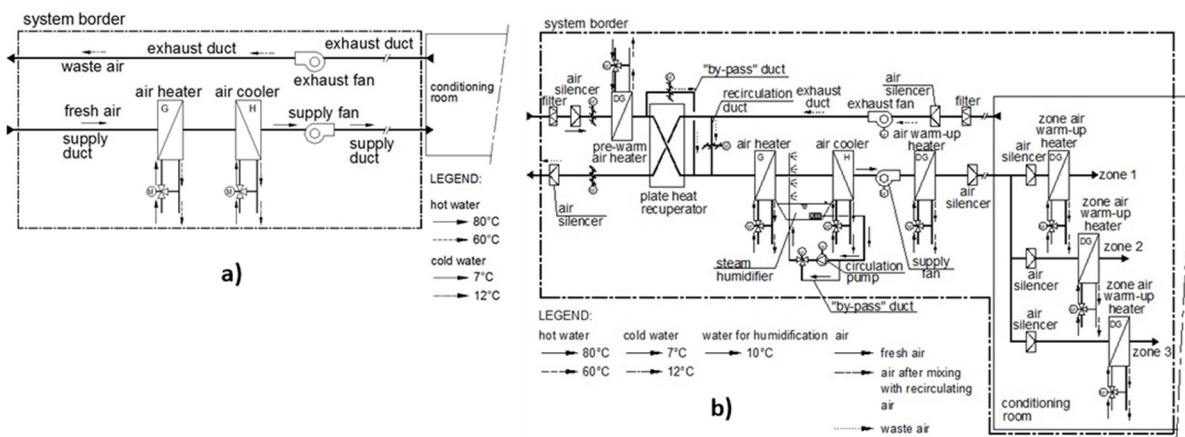 system border
exhaust duct
exhaust duct
waste air
exhaust fan
conditioning
room
fresh air
air heater
air cooler
G
H
supply fan
supply
duct
supply
duct
M
M
LEGEND:
hot water
80°C
60°C
cold water
7°C
12°C
a)
system border
air
silencer
filter
DG
pre-warm
air heater
"by-pass" duct
recirculation
duct
exhaust
duct
exhaust fan
air
silencer
filter
air
silencer
plate heat
recuperator
air heater
G
air cooler
H
air warm-up
heater
DG
air
silencer
steam
humidifier
circulation
pump
supply
fan
"by-pass" duct
zone air
warm-up
heater
air
silencer
DG
zone 1
zone air
warm-up
heater
DG
zone 2
air
silencer
zone air
warm-up
heater
DG
zone 3
air
silencer
conditioning
room
LEGEND:
hot water
80°C
60°C
cold water
7°C
12°C
water for humidification
10°C
air
fresh air
air after mixing
with recirculating
air
waste air
b)